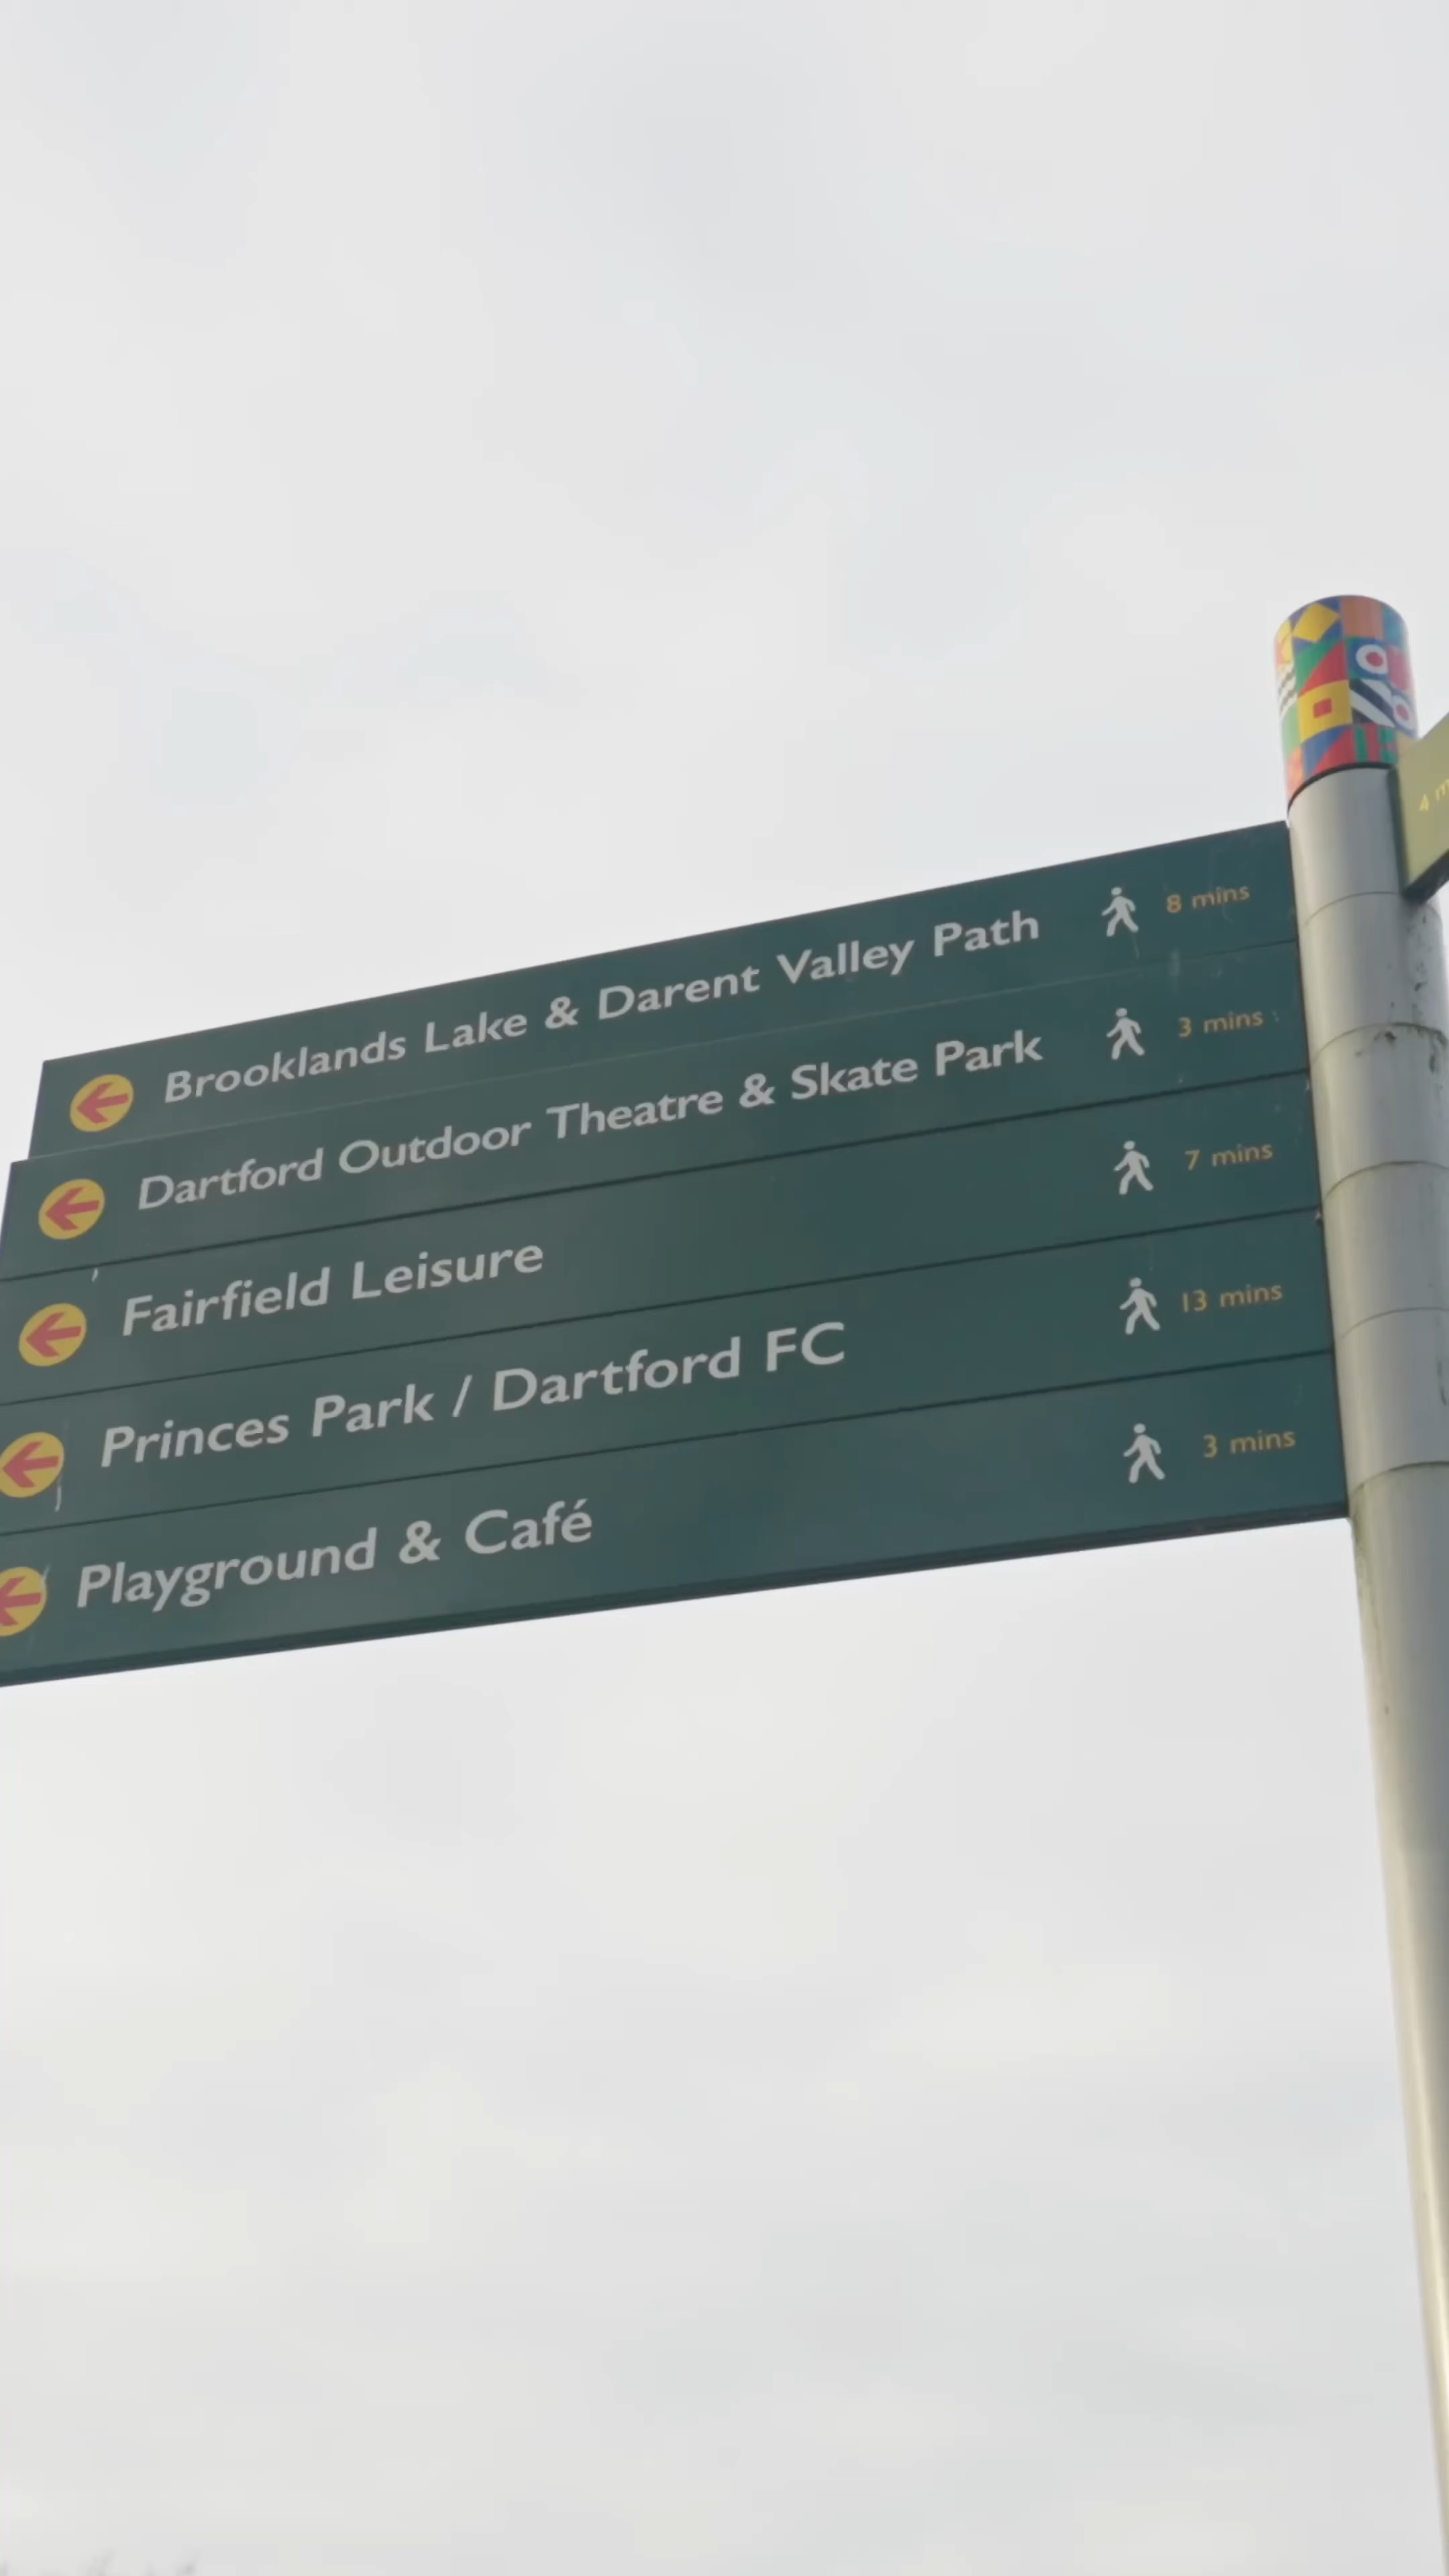 Brooklands Lake & Darent Valley Path 8 mins
Dartford Outdoor Theatre & Skate Park 3 mins
Fairfield Leisure 7 mins
Princes Park / Dartford FC 13 mins
Playground & Café 3 mins
4